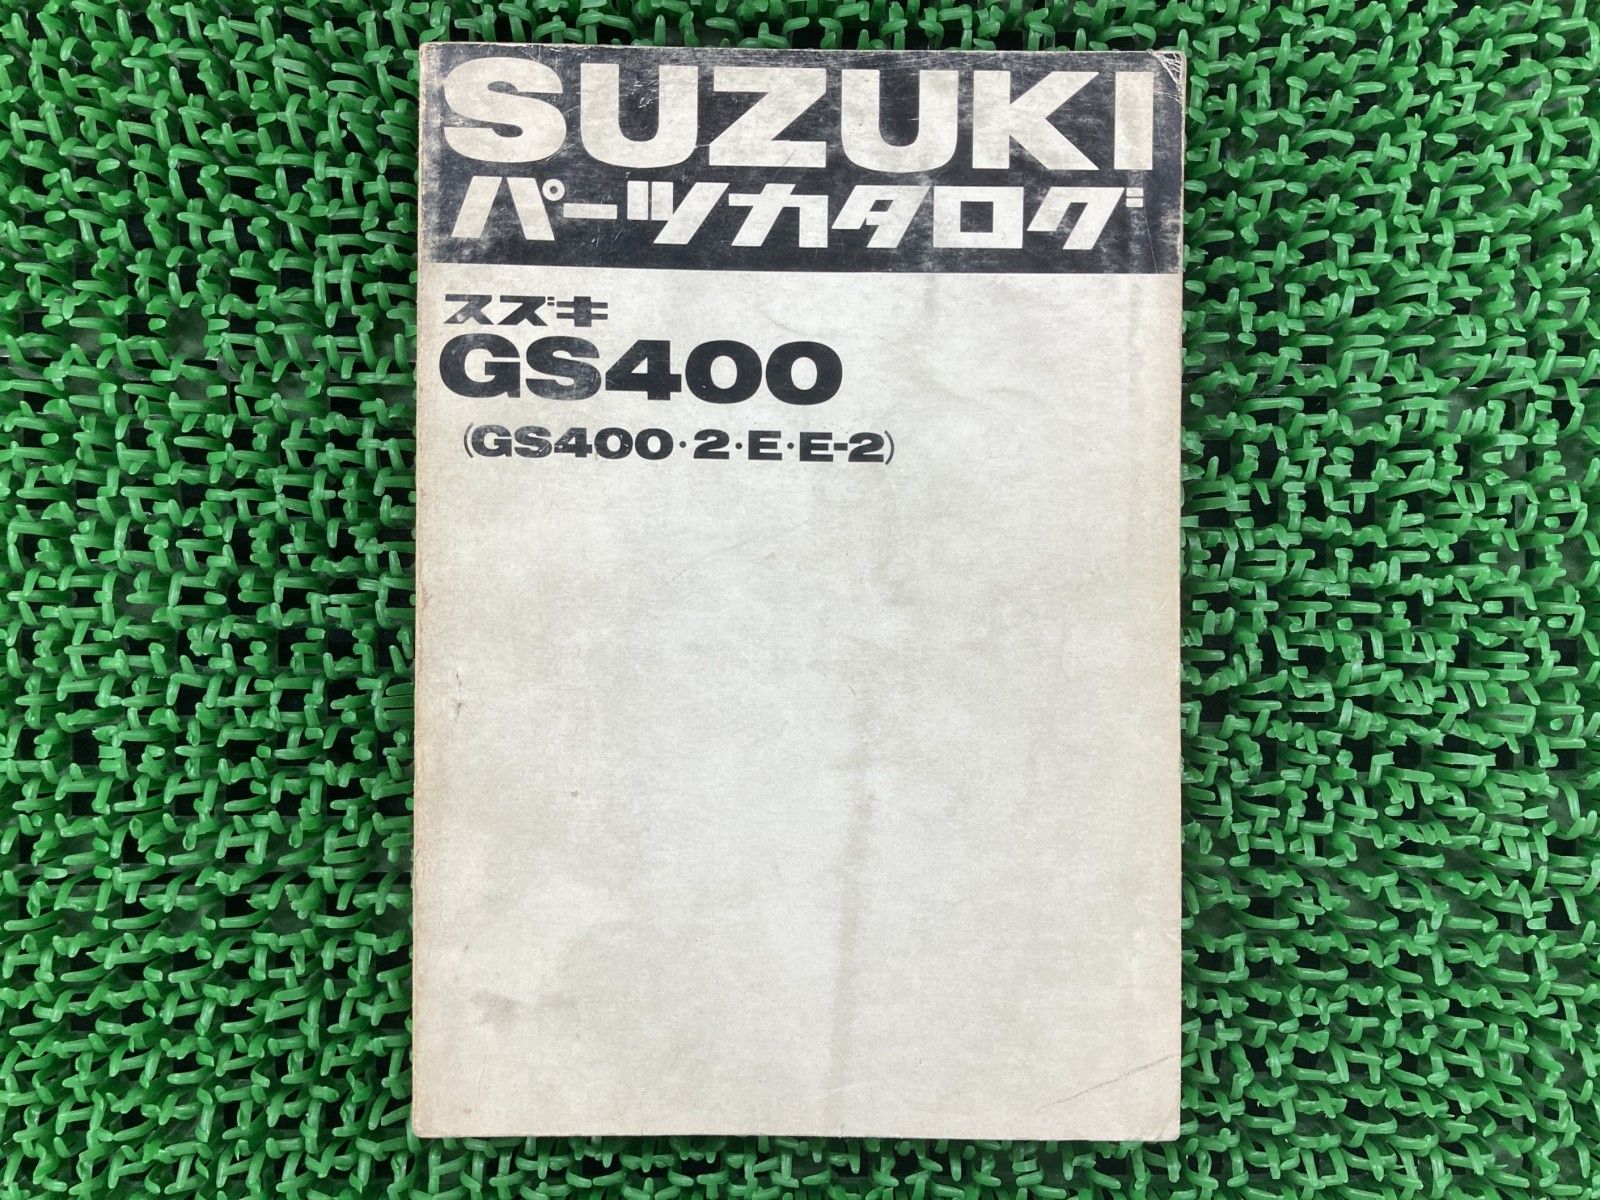 SUZUKI
パーツカタログ
スズキ
GS400
(GS400・2・E・E-2)